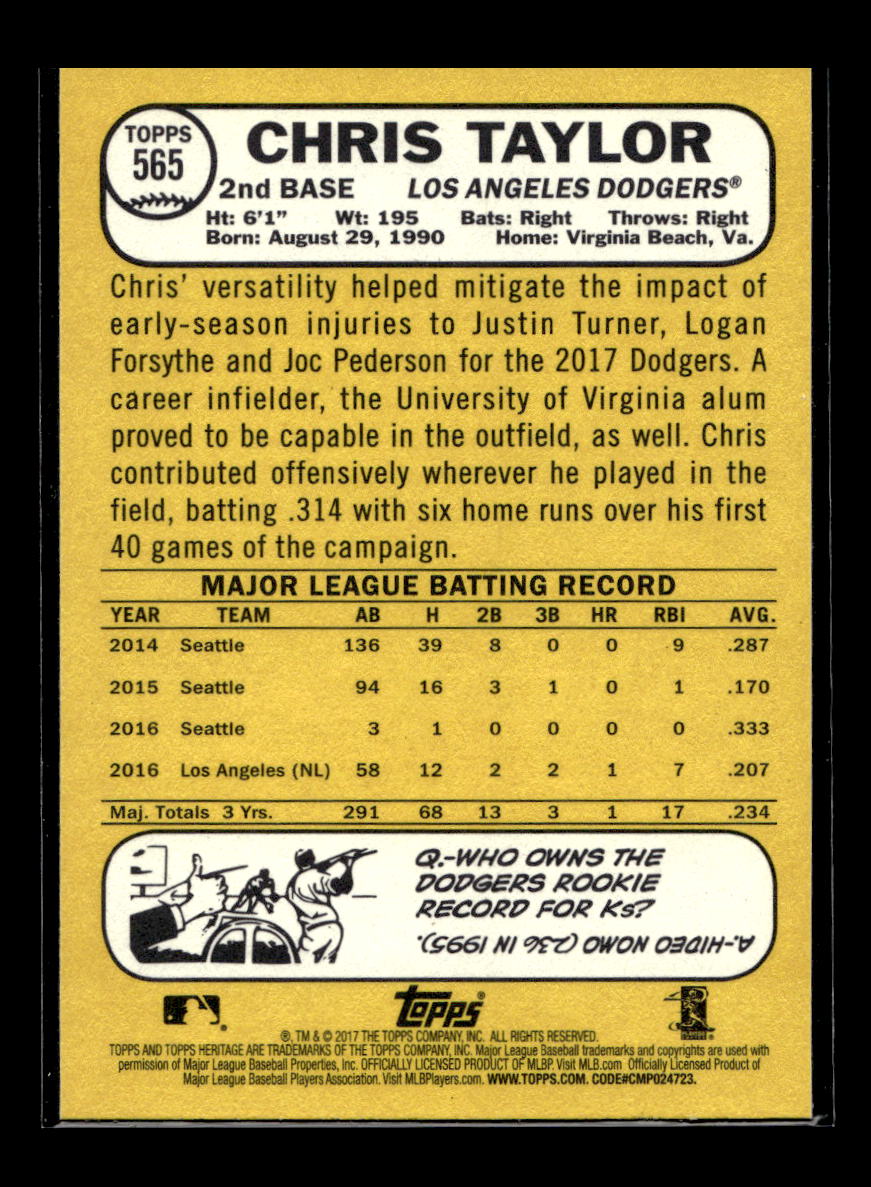 TOPPS
565
CHRIS TAYLOR
2nd BASE LOS ANGELES DODGERS®
Ht: 6'1" Wt: 195 Bats: Right Throws: Right
Born: August 29, 1990 Home: Virginia Beach, Va.
Chris' versatility helped mitigate the impact of
early-season injuries to Justin Turner, Logan
Forsythe and Joc Pederson for the 2017 Dodgers. A
career infielder, the University of Virginia alum
proved to be capable in the outfield, as well. Chris
contributed offensively wherever he played in the
field, batting .314 with six home runs over his first
40 games of the campaign.
MAJOR LEAGUE BATTING RECORD
YEAR TEAM AB H 2B 3B HR RBI AVG.
2014 Seattle 136 39 8 0 0 9 .287
2015 Seattle 94 16 3 1 0 1 .170
2016 Seattle 3 1 0 0 0 0 .333
2016 Los Angeles (NL) 58 12 2 2 1 7 .207
Maj. Totals 3 Yrs. 291 68 13 3 1 17 .234
Q.-WHO OWNS THE
DODGERS ROOKIE
RECORD FOR Ks?
A.-HIDEO NOMO (236 IN 1995).
Topps®
®, TM & © 2017 THE TOPPS COMPANY, INC. ALL RIGHTS RESERVED.
TOPPS AND TOPPS HERITAGE ARE TRADEMARKS OF THE TOPPS COMPANY, INC. Major League Baseball trademarks and copyrights are used with
permission of Major League Baseball Properties, Inc. OFFICIALLY LICENSED PRODUCT OF MLBP. Visit MLB.com Officially Licensed Product of
Major League Baseball Players Association. Visit MLBPlayers.com. WWW.TOPPS.COM. CODE#CMP024723.